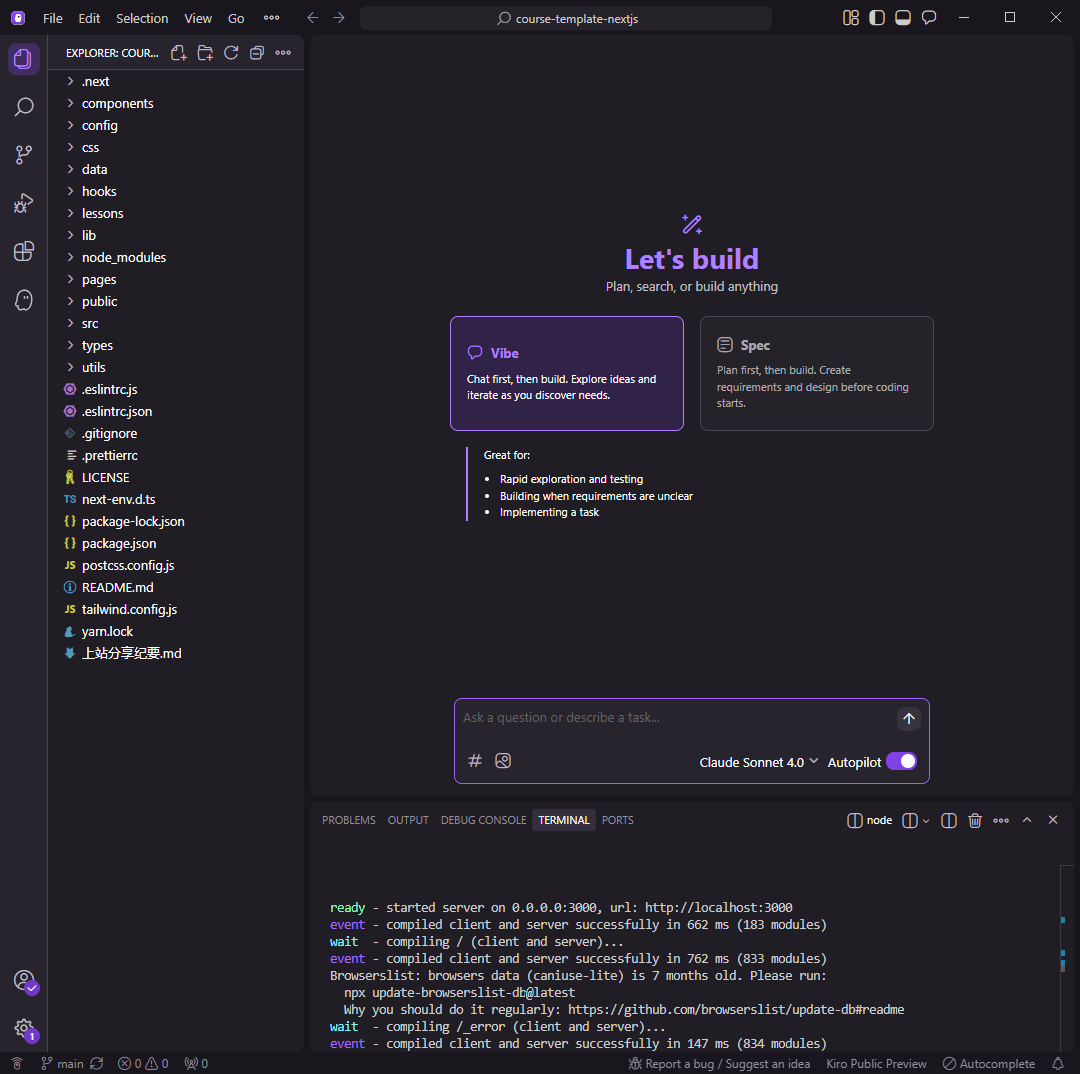 File Edit Selection View Go
course-template-nextjs
EXPLORER: COUR...
.next
components
config
css
data
hooks
lessons
lib
node_modules
pages
public
src
types
utils
.eslintrc.js
.eslintrc.json
.gitignore
.prettierrc
LICENSE
TS next-env.d.ts
{} package-lock.json
{} package.json
JS postcss.config.js
README.md
JS tailwind.config.js
yarn.lock
上站分享纪要.md
Let's build
Plan, search, or build anything
Vibe
Chat first, then build. Explore ideas and
iterate as you discover needs.
Spec
Plan first, then build. Create
requirements and design before coding
starts.
Great for:
• Rapid exploration and testing
• Building when requirements are unclear
• Implementing a task
Ask a question or describe a task...
# Claude Sonnet 4.0 Autopilot
PROBLEMS OUTPUT DEBUG CONSOLE TERMINAL PORTS node
ready - started server on 0.0.0.0:3000, url: http://localhost:3000
event - compiled client and server successfully in 662 ms (183 modules)
wait  - compiling / (client and server)...
event - compiled client and server successfully in 762 ms (833 modules)
Browserslist: browsers data (caniuse-lite) is 7 months old. Please run:
  npx update-browserslist-db@latest
  Why you should do it regularly: https://github.com/browserslist/update-db#readme
wait  - compiling /_error (client and server)...
event - compiled client and server successfully in 147 ms (834 modules)
1
main 0 0 0 Report a bug / Suggest an idea Kiro Public Preview Autocomplete